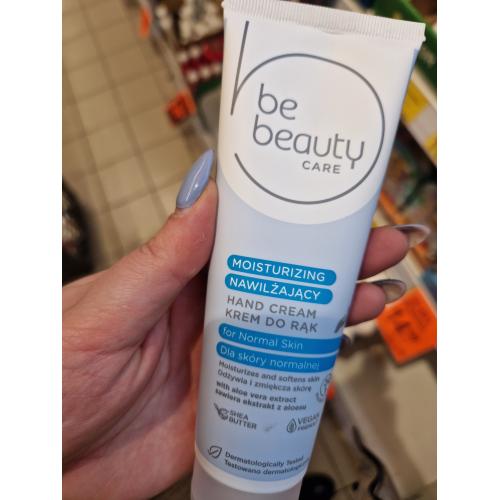 be
beauty
CARE
MOISTURIZING
NAWILŻAJĄCY
HAND CREAM
KREM DO RĄK
for Normal Skin
Dla skóry normalnej
Moisturizes and softens skin
Odżywia i zmiękcza skórę
with aloe vera extract
zawiera ekstrakt z aloesu
SHEA
BUTTER
VEGAN
Dermatologically Tested
Testowano